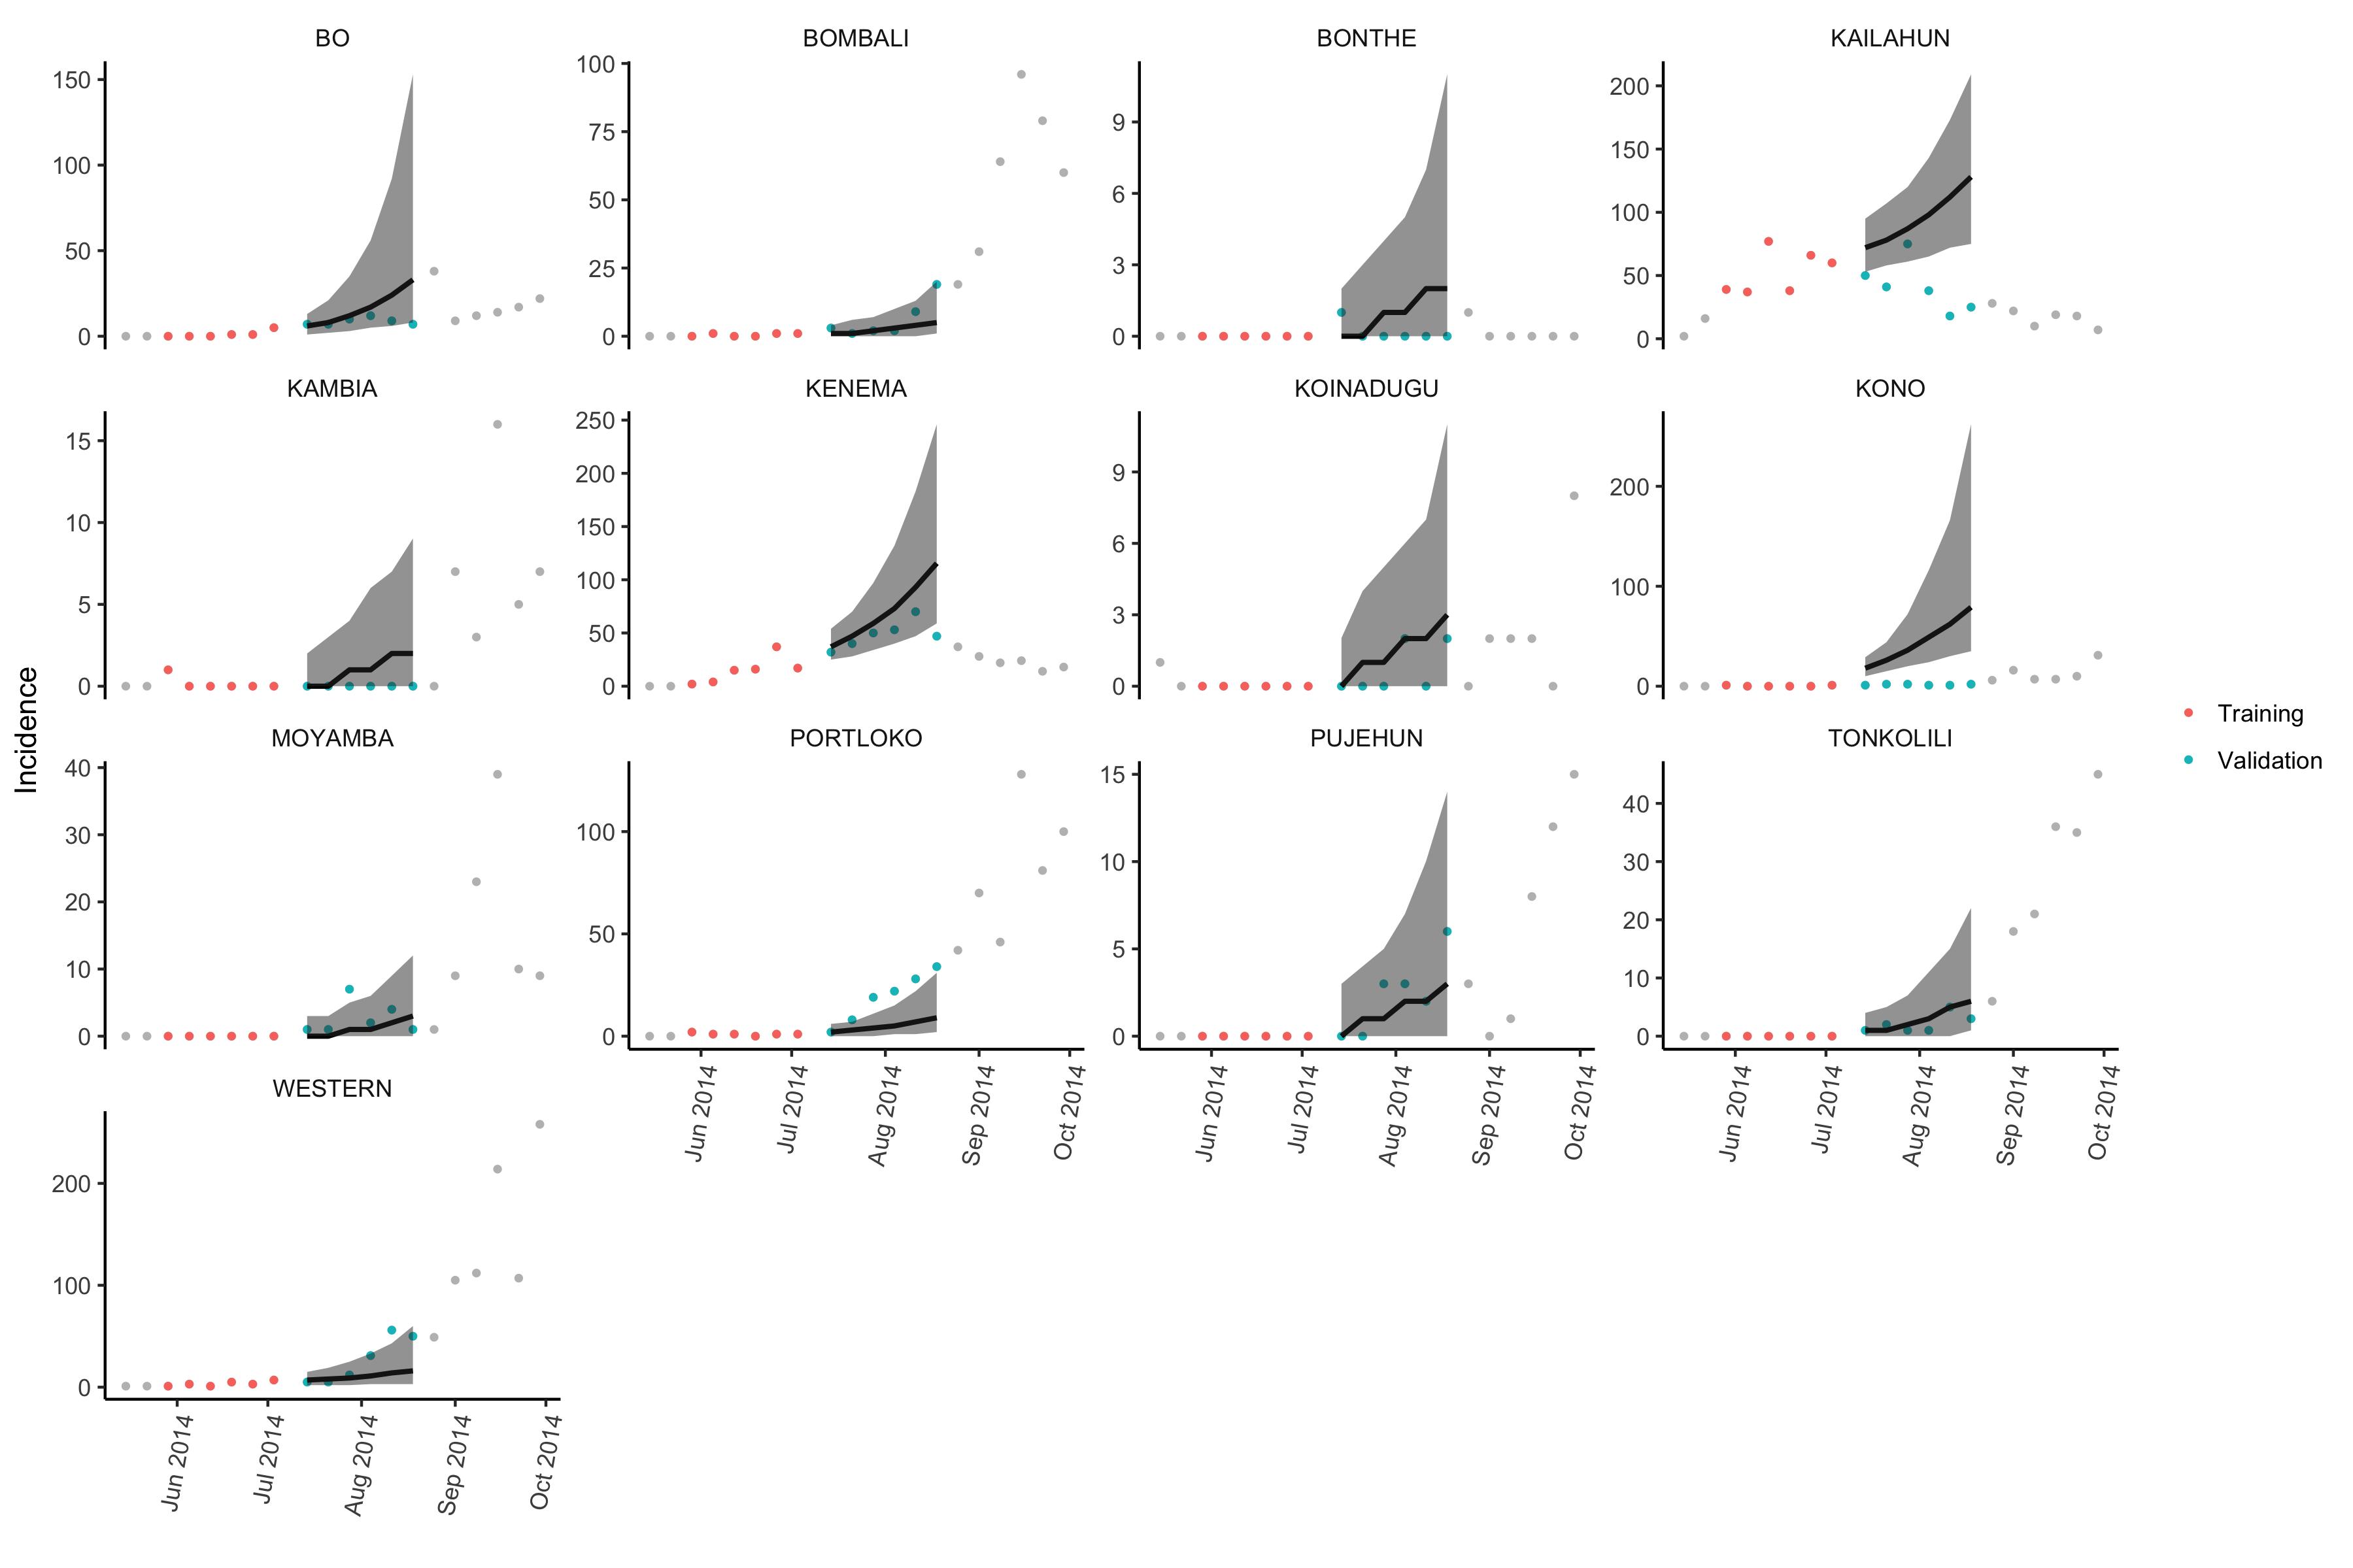 BO
BOMBALI
BONTHE
KAILAHUN
150
100
50
0
100
75
50
25
0
9
6
3
0
200
150
100
50
0
KAMBIA
KENEMA
KOINADUGU
KONO
15
10
5
0
250
200
150
100
50
0
9
6
3
0
200
100
0
Incidence
Training
Validation
MOYAMBA
PORTLOKO
PUJEHUN
TONKOLILI
40
30
20
10
0
100
50
0
15
10
5
0
40
30
20
10
0
Jun 2014
Jul 2014
Aug 2014
Sep 2014
Oct 2014
Jun 2014
Jul 2014
Aug 2014
Sep 2014
Oct 2014
Jun 2014
Jul 2014
Aug 2014
Sep 2014
Oct 2014
WESTERN
200
100
0
Jun 2014
Jul 2014
Aug 2014
Sep 2014
Oct 2014